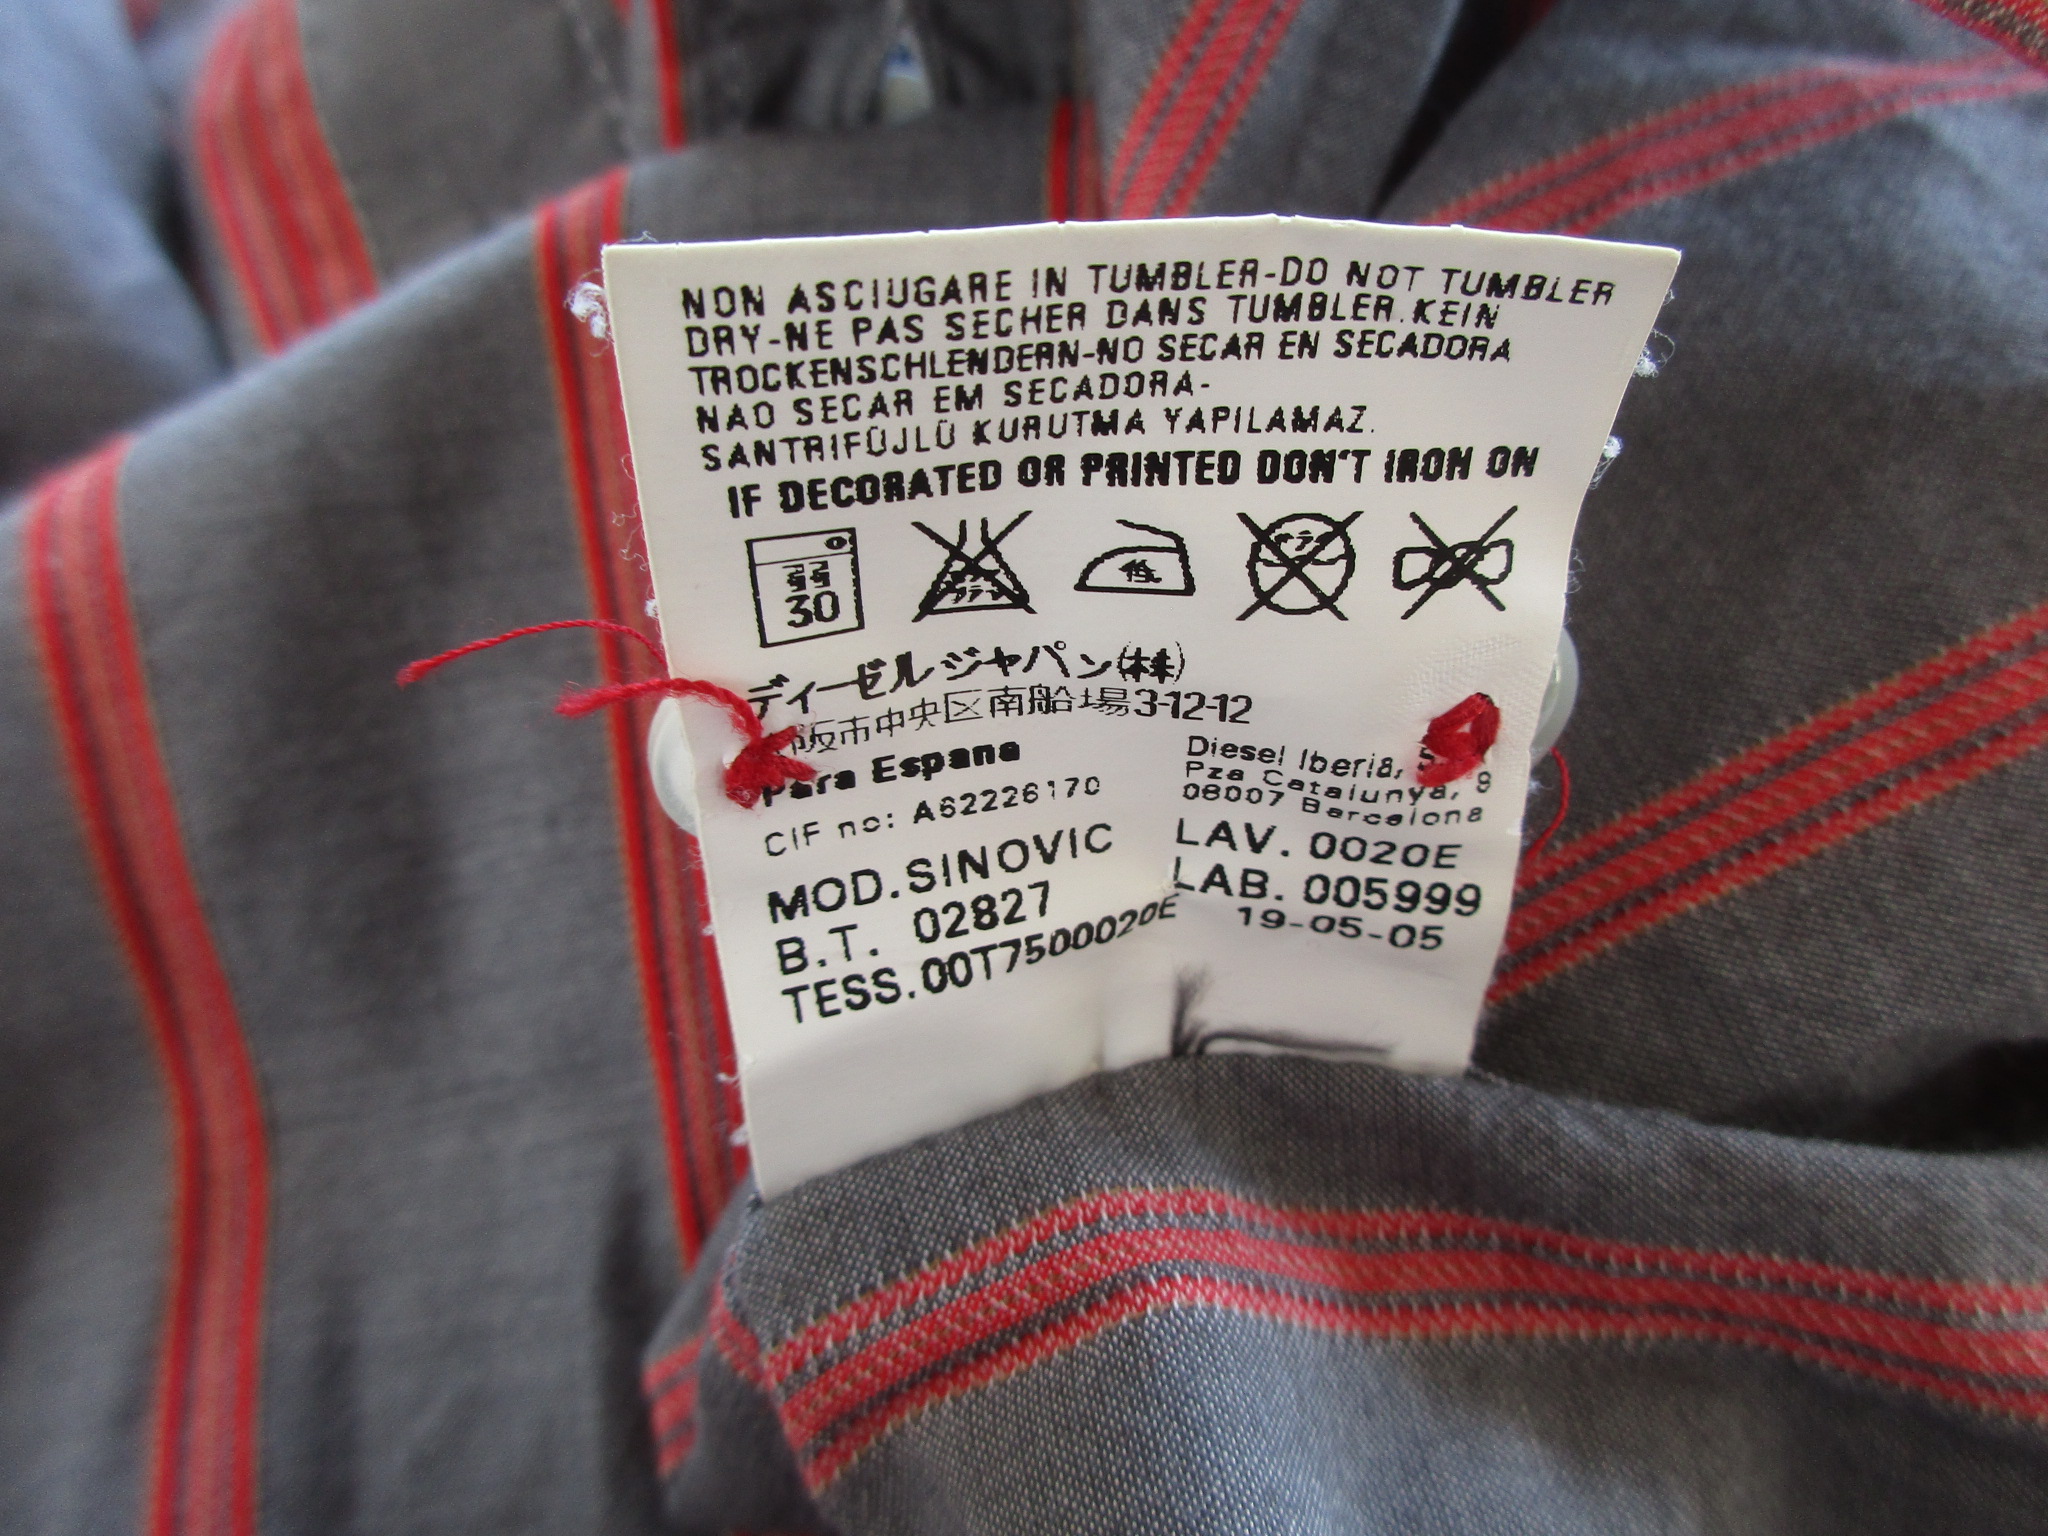 NON ASCIUGARE IN TUMBLER-DO NOT TUMBLER
DRY-NE PAS SECHER DANS TUMBLER.KEIN
TROCKENSCHLENDERN-NO SECAR EN SECADORA
NAO SECAR EM SECADORA-
SANTRIFÜJLÜ KURUTMA YAPILAMAZ.
IF DECORATED OR PRINTED DON'T IRON ON
30
低
ディーゼルジャパン(株)
阪市中央区南船場3-12-12
Para Espana
CIF no: A62226170
Diesel Iberia,
Pza Catalunya, 9
08007 Barcelona
MOD.SINOVIC
B.T. 02827
TESS.00T7500020E
LAV. 0020E
LAB. 005999
19-05-05